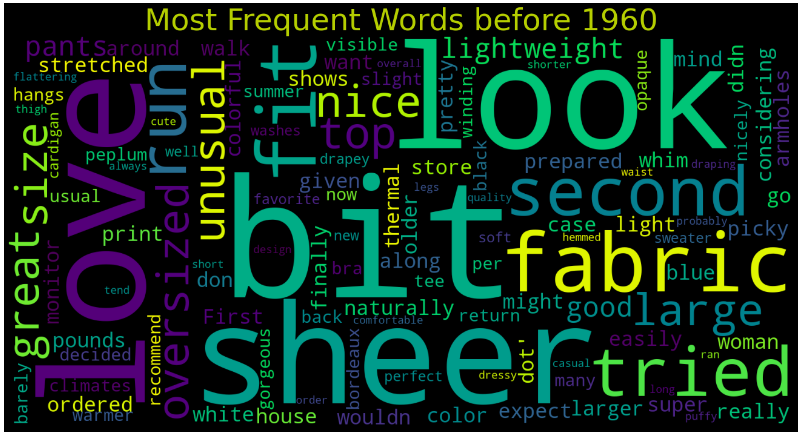 Most Frequent Words before 1960
pants around walk visible lightweight mind didn
stretched want opaque
flattering hangs run unusual colorful summer shows slight overall pretty winding shorter considering
thigh cardigan cute love fit nice look nicely armholes
washes top
peplum well drapey store black prepared whim draping
usual always favorite given now thermal older legs quality second waist go
great size oversized print monitor design new bit soft case light probably picky
tend short don finally bra along tee per hemmed sweater blue fabric
First naturally might good large
pounds back comfortable return easily woman
decided sheer dot' tried
climates recommend gorgeous perfect casual ran
barely ordered order bordeaux dressy many super long
warmer white house wouldn color expect larger puffy really